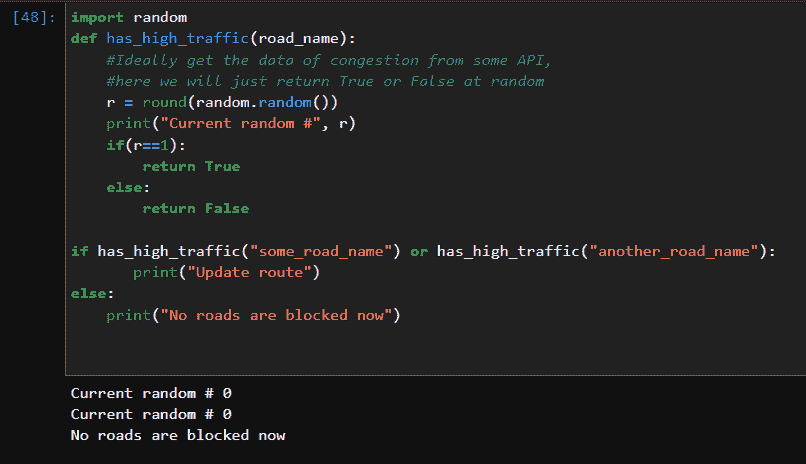 [48]: import random
def has_high_traffic(road_name):
    #Ideally get the data of congestion from some API,
    #here we will just return True or False at random
    r = round(random.random())
    print("Current random #", r)
    if(r==1):
        return True
    else:
        return False

if has_high_traffic("some_road_name") or has_high_traffic("another_road_name"):
       print("Update route")
else:
    print("No roads are blocked now")

Current random # 0
Current random # 0
No roads are blocked now